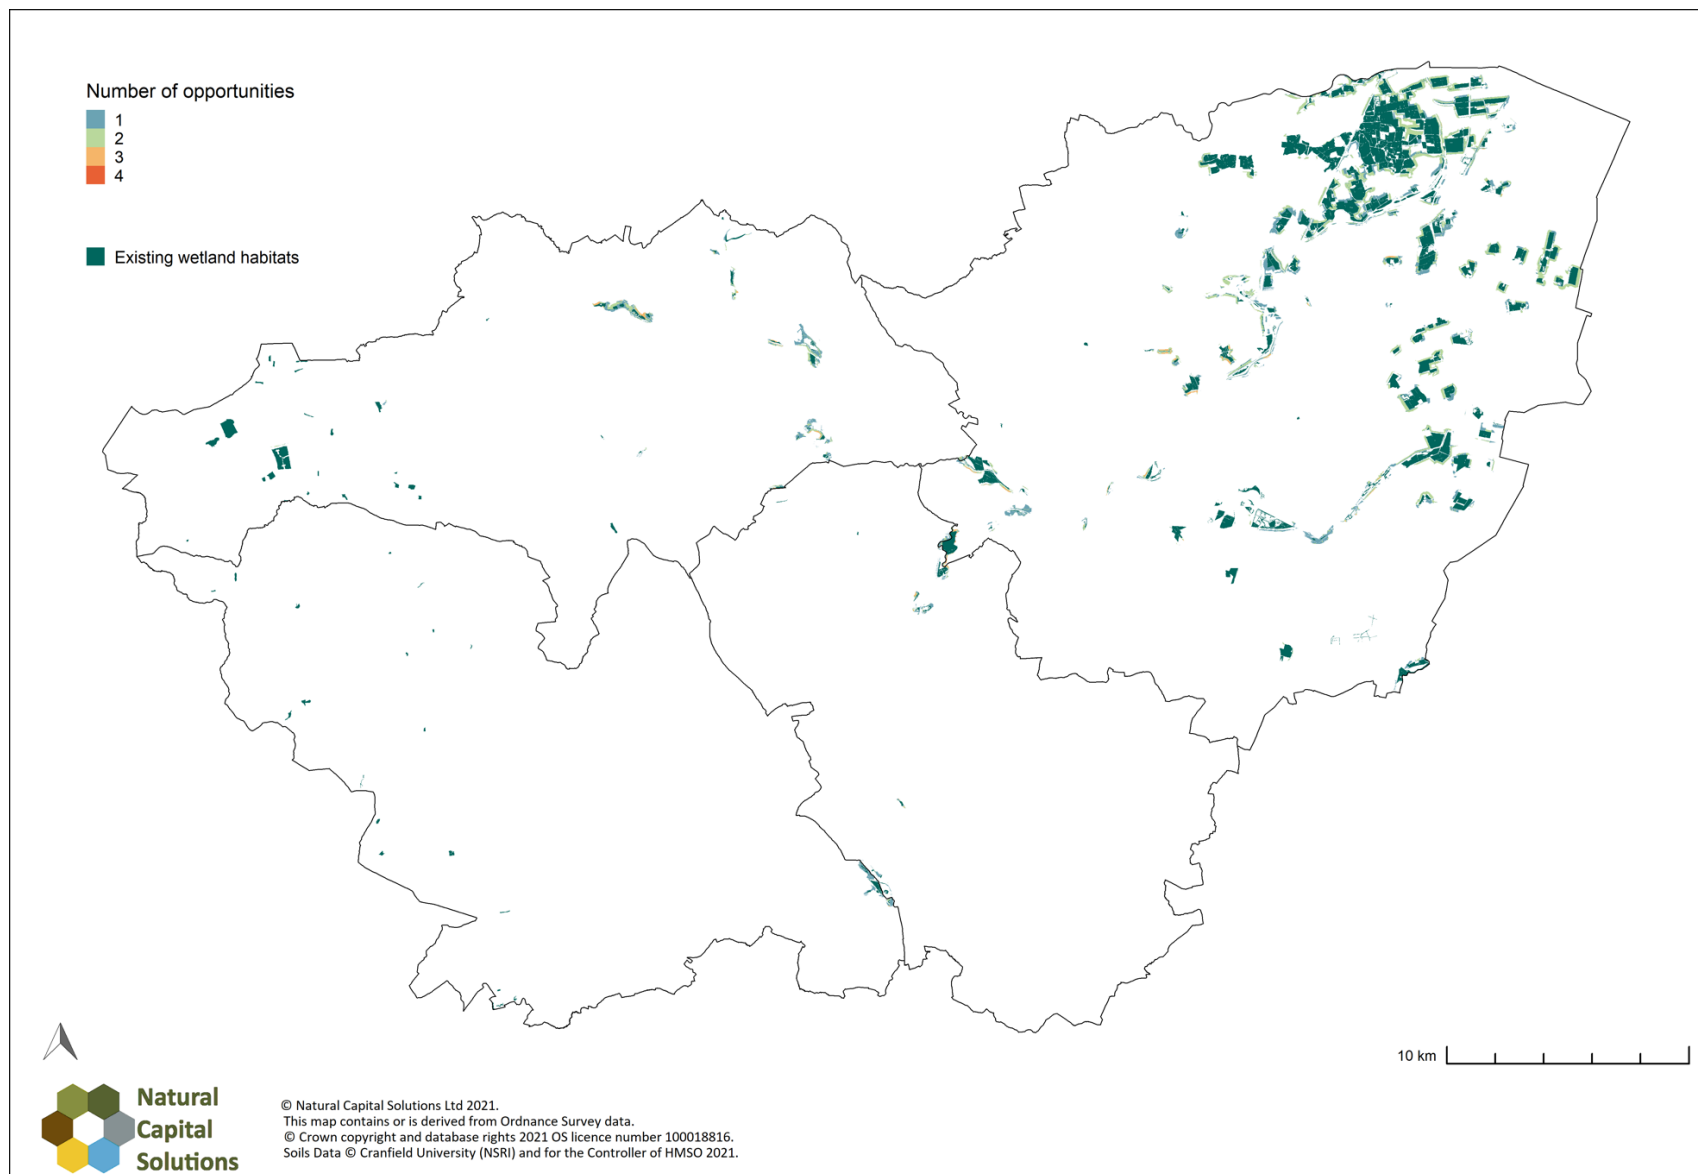 Number of opportunities
1
2
3
4
Existing wetland habitats
10 km
Natural
Capital
Solutions
© Natural Capital Solutions Ltd 2021.
This map contains or is derived from Ordnance Survey data.
© Crown copyright and database rights 2021 OS licence number 100018816.
Soils Data © Cranfield University (NSRI) and for the Controller of HMSO 2021.